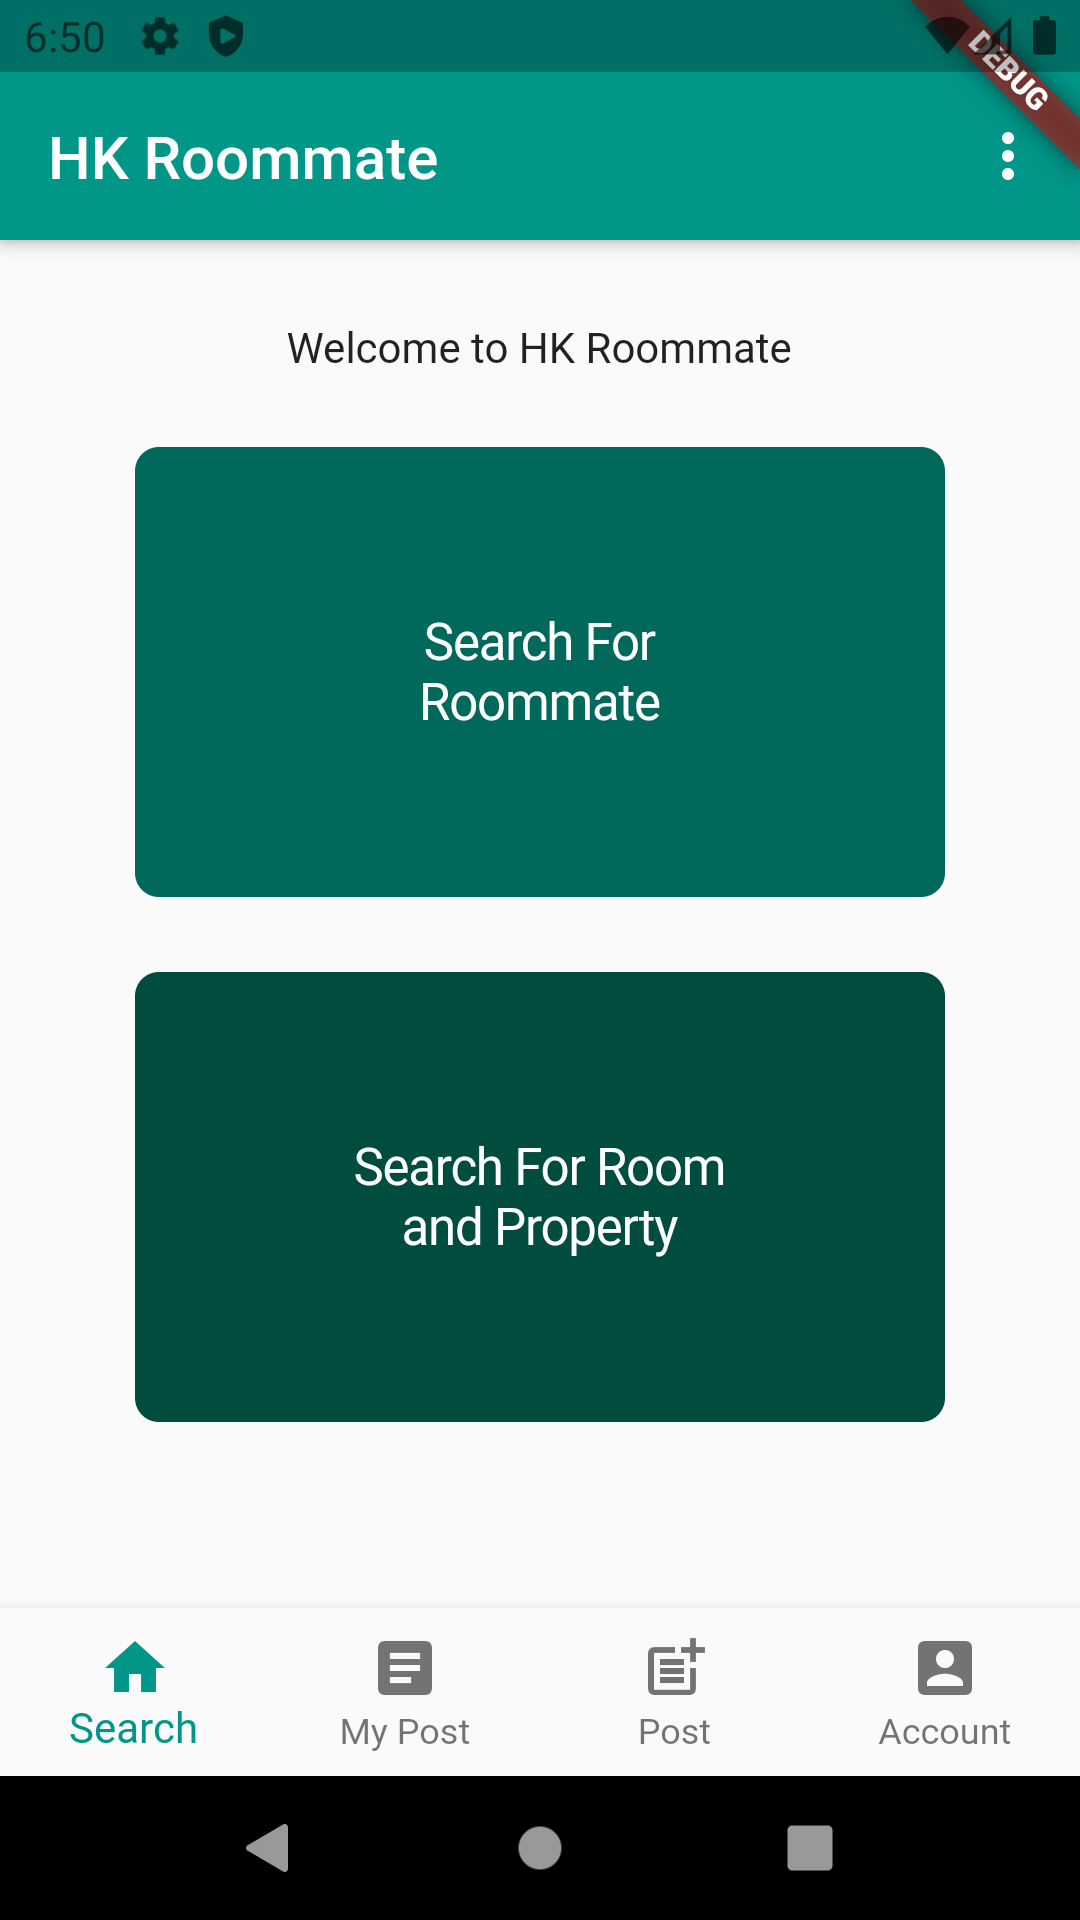 6:50
DEBUG
HK Roommate
Welcome to HK Roommate
Search For
Roommate
Search For Room
and Property
Search
My Post
Post
Account